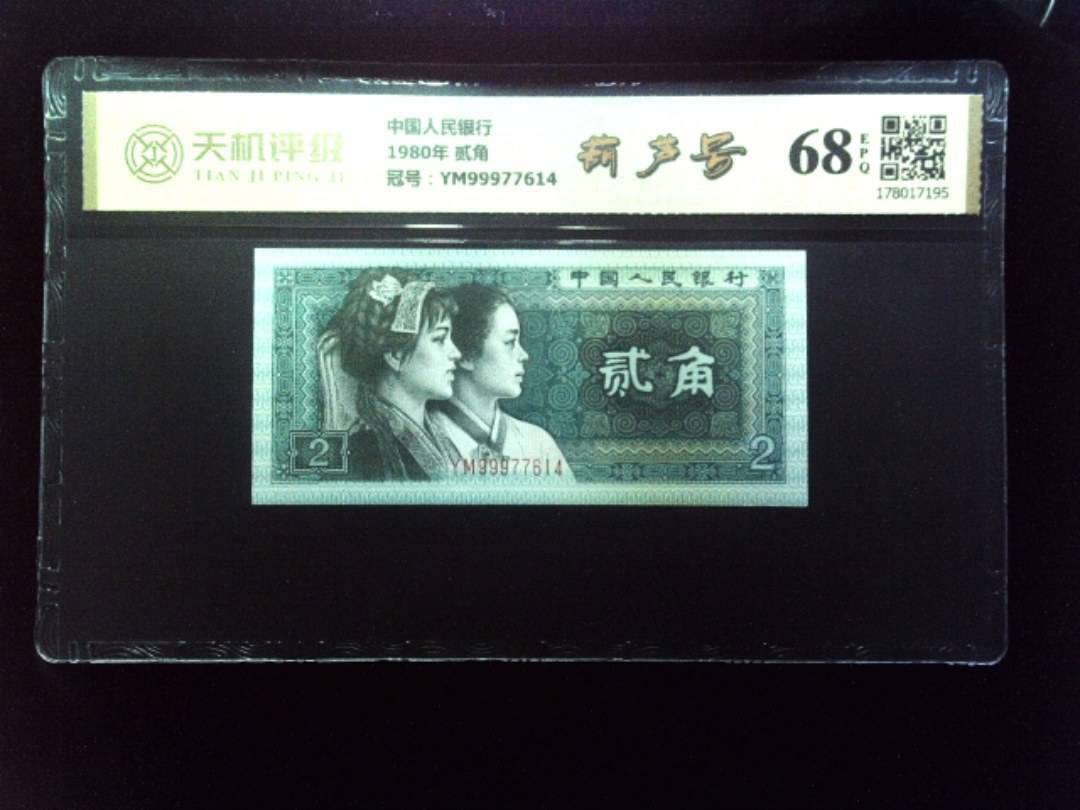 天机评级
TIAN JI PING JI
中国人民银行
1980年 贰角
冠号：YM99977614
葫芦号
68
EPQ
178017195
中國人民银行
贰角
2
2
YM99977614